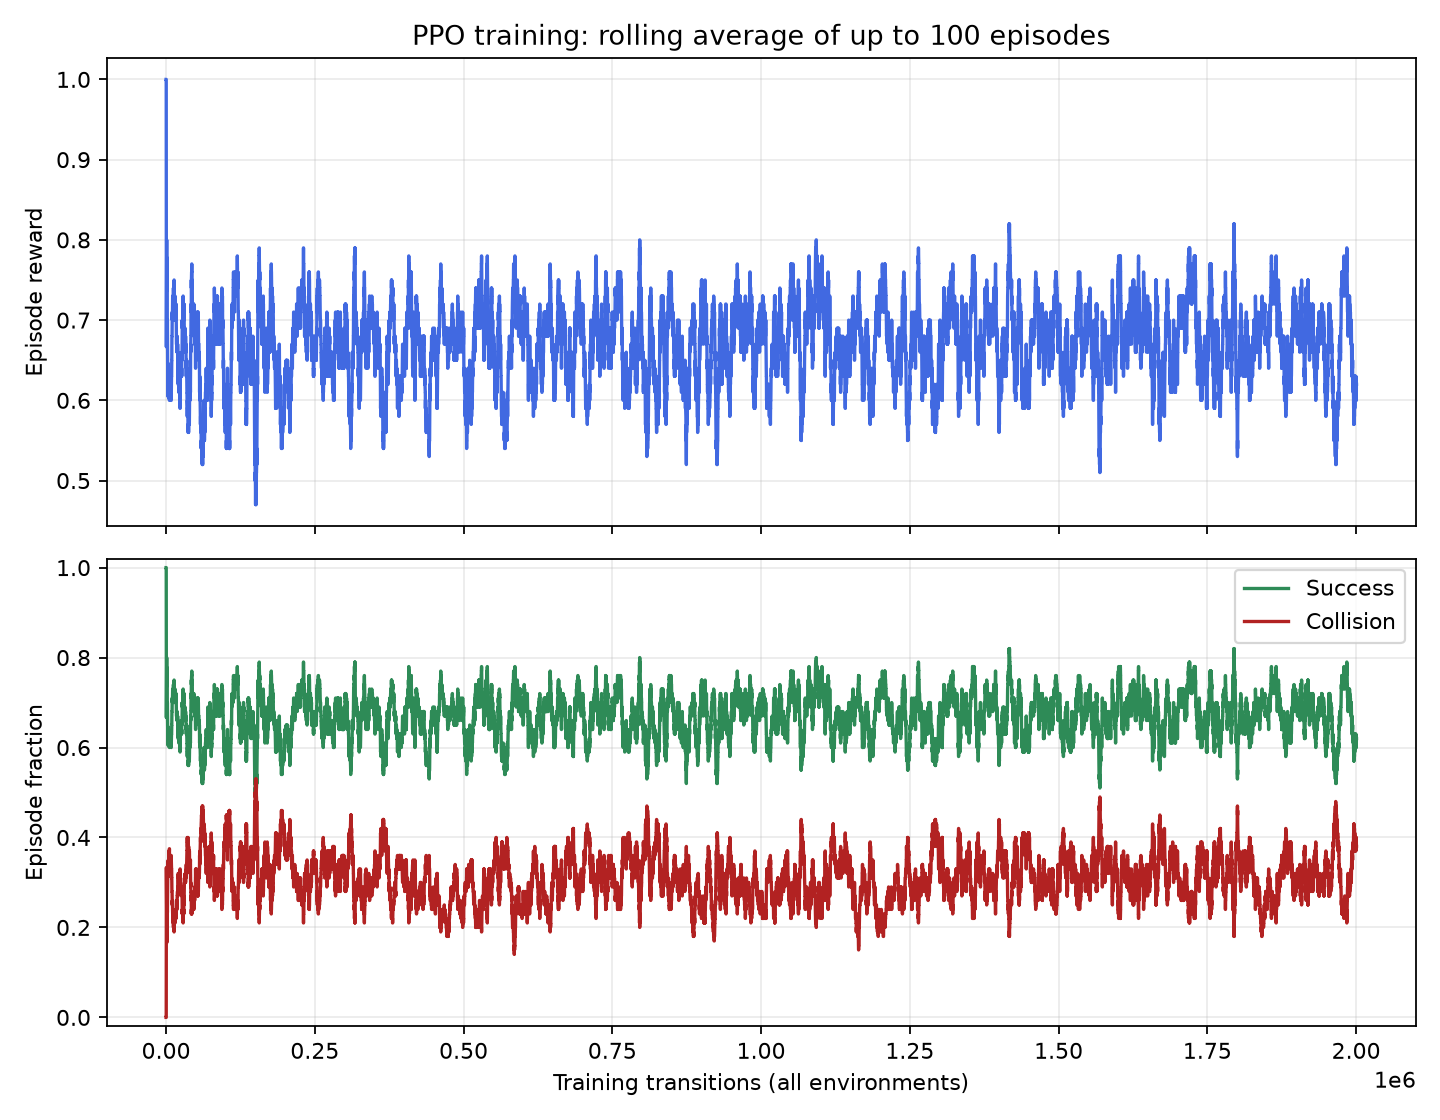 PPO training: rolling average of up to 100 episodes
1.0
0.9
0.8
0.7
0.6
0.5
Episode reward
1.0
0.8
0.6
0.4
0.2
0.0
Episode fraction
Success
Collision
0.00 0.25 0.50 0.75 1.00 1.25 1.50 1.75 2.00
1e6
Training transitions (all environments)